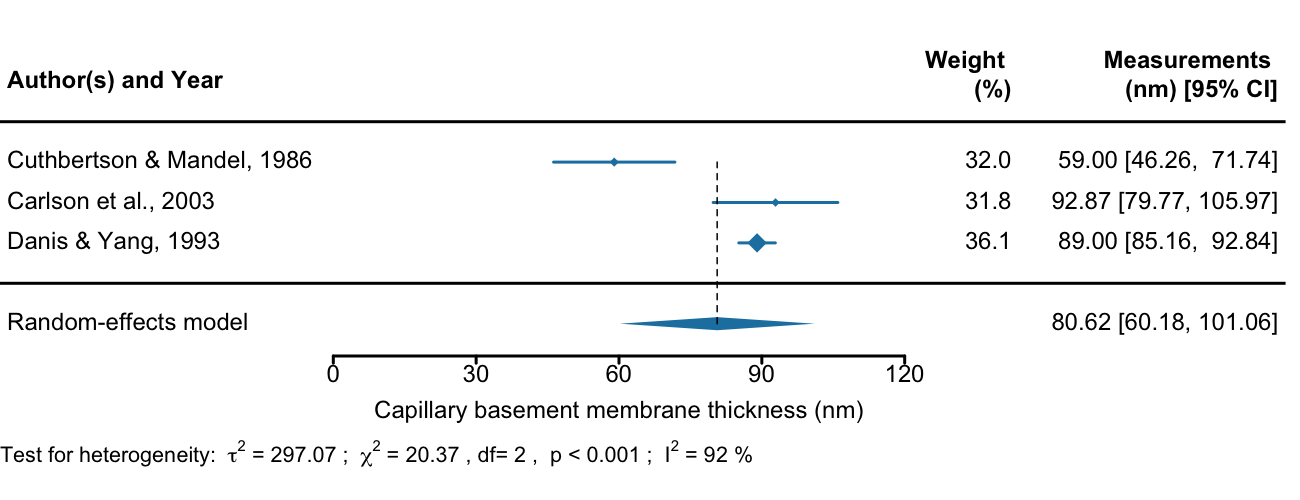 Author(s) and Year Weight (%) Measurements (nm) [95% CI]
Cuthbertson & Mandel, 1986 32.0 59.00 [46.26, 71.74]
Carlson et al., 2003 31.8 92.87 [79.77, 105.97]
Danis & Yang, 1993 36.1 89.00 [85.16, 92.84]
Random-effects model 80.62 [60.18, 101.06]
0 30 60 90 120
Capillary basement membrane thickness (nm)
Test for heterogeneity: τ² = 297.07 ; χ² = 20.37 , df= 2 , p < 0.001 ; I² = 92 %